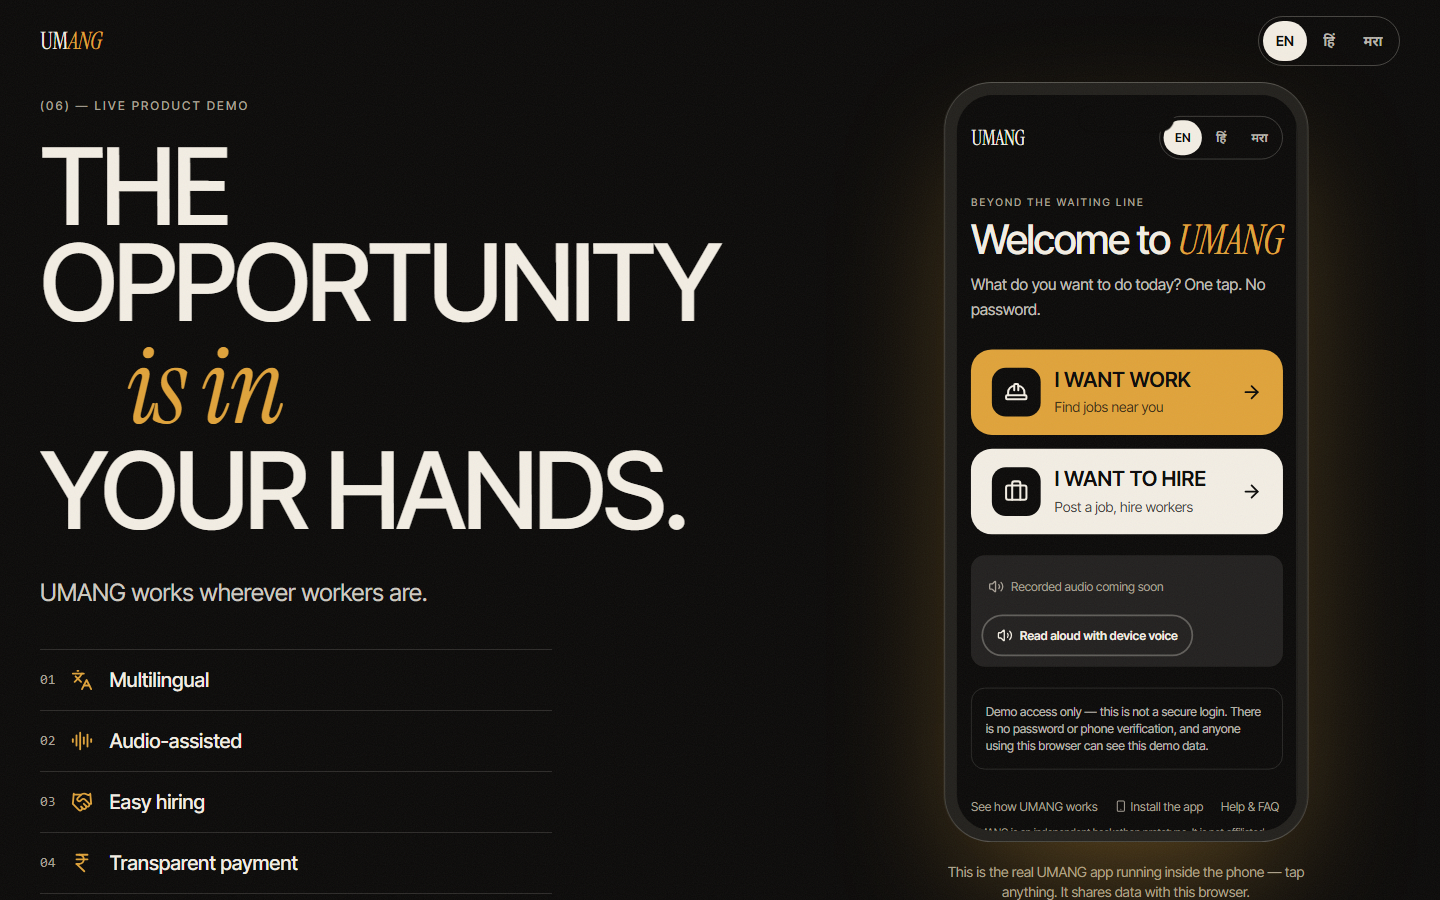 UMANG
EN हिं मरा
(06) — LIVE PRODUCT DEMO
THE
OPPORTUNITY
is in
YOUR HANDS.
UMANG works wherever workers are.
01 Multilingual
02 Audio-assisted
03 Easy hiring
04 Transparent payment
UMANG
EN हिं मरा
BEYOND THE WAITING LINE
Welcome to UMANG
What do you want to do today? One tap. No
password.
I WANT WORK
Find jobs near you
I WANT TO HIRE
Post a job, hire workers
Recorded audio coming soon
Read aloud with device voice
Demo access only — this is not a secure login. There
is no password or phone verification, and anyone
using this browser can see this demo data.
See how UMANG works Install the app Help & FAQ
This is the real UMANG app running inside the phone — tap
anything. It shares data with this browser.